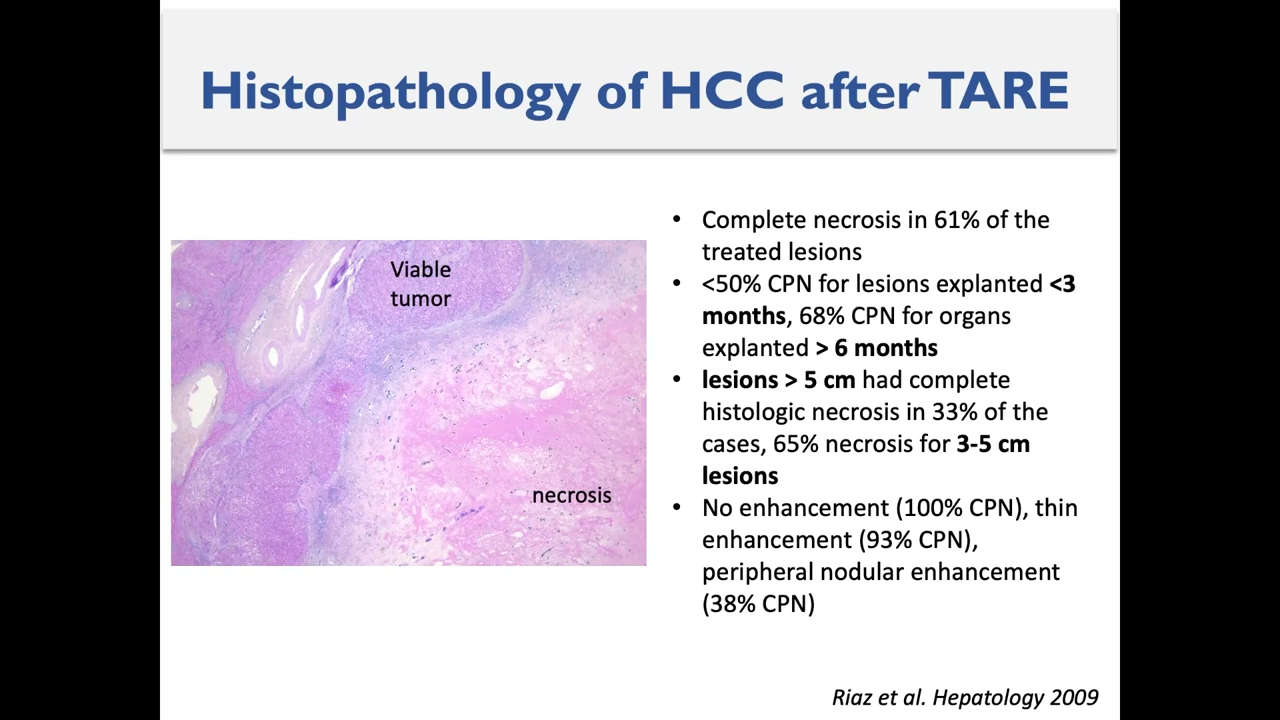 Histopathology of HCC after TARE
Viable
tumor
necrosis
• Complete necrosis in 61% of the
treated lesions
• <50% CPN for lesions explanted <3
months, 68% CPN for organs
explanted > 6 months
• lesions > 5 cm had complete
histologic necrosis in 33% of the
cases, 65% necrosis for 3-5 cm
lesions
• No enhancement (100% CPN), thin
enhancement (93% CPN),
peripheral nodular enhancement
(38% CPN)
Riaz et al. Hepatology 2009